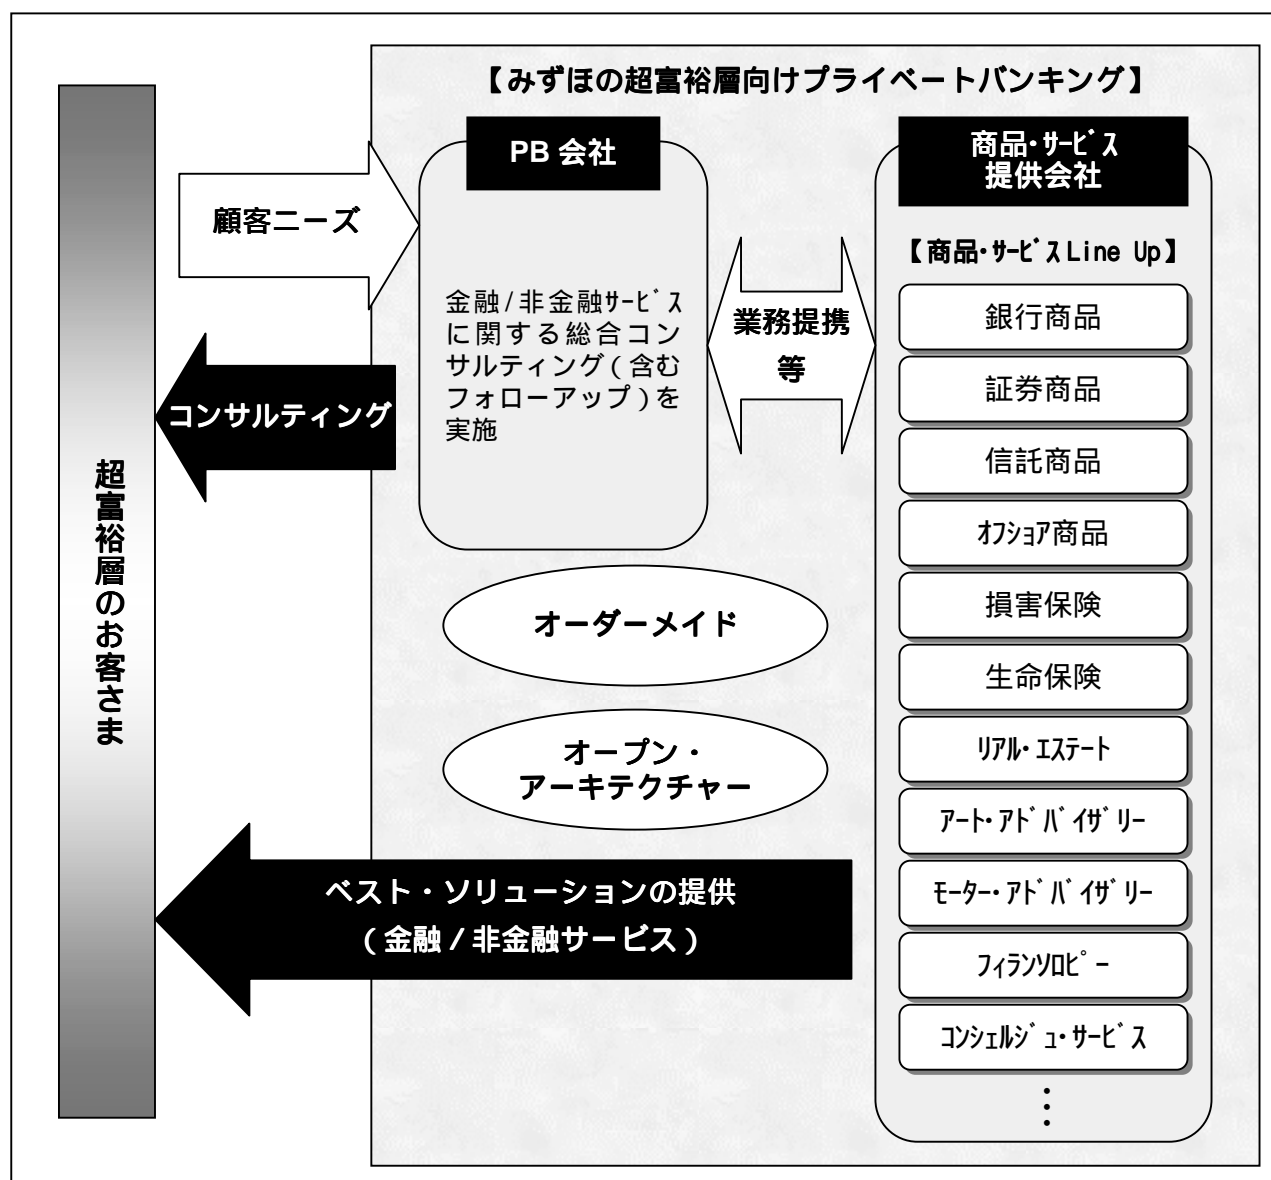 【みずほの超富裕層向けプライベートバンキング】
超富裕層のお客さま
顧客ニーズ
コンサルティング
PB 会社
金融/非金融ｻｰﾋﾞｽ
に関する総合コン
サルティング（含む
フォローアップ）を
実施
業務提携
等
オーダーメイド
オープン・
アーキテクチャー
ベスト・ソリューションの提供
（金融/非金融サービス）
商品･ｻｰﾋﾞｽ
提供会社
【商品･ｻｰﾋﾞｽ Line Up】
銀行商品
証券商品
信託商品
ｵﾌｼｮｱ商品
損害保険
生命保険
ﾘｱﾙ･ｴｽﾃｰﾄ
ｱｰﾄ･ｱﾄﾞﾊﾞｲｻﾞﾘｰ
ﾓｰﾀｰ･ｱﾄﾞﾊﾞｲｻﾞﾘｰ
ﾌｨﾗﾝｿﾛﾋﾟｰ
ｺﾝｼｪﾙｼﾞｭ･ｻｰﾋﾞｽ
⋮